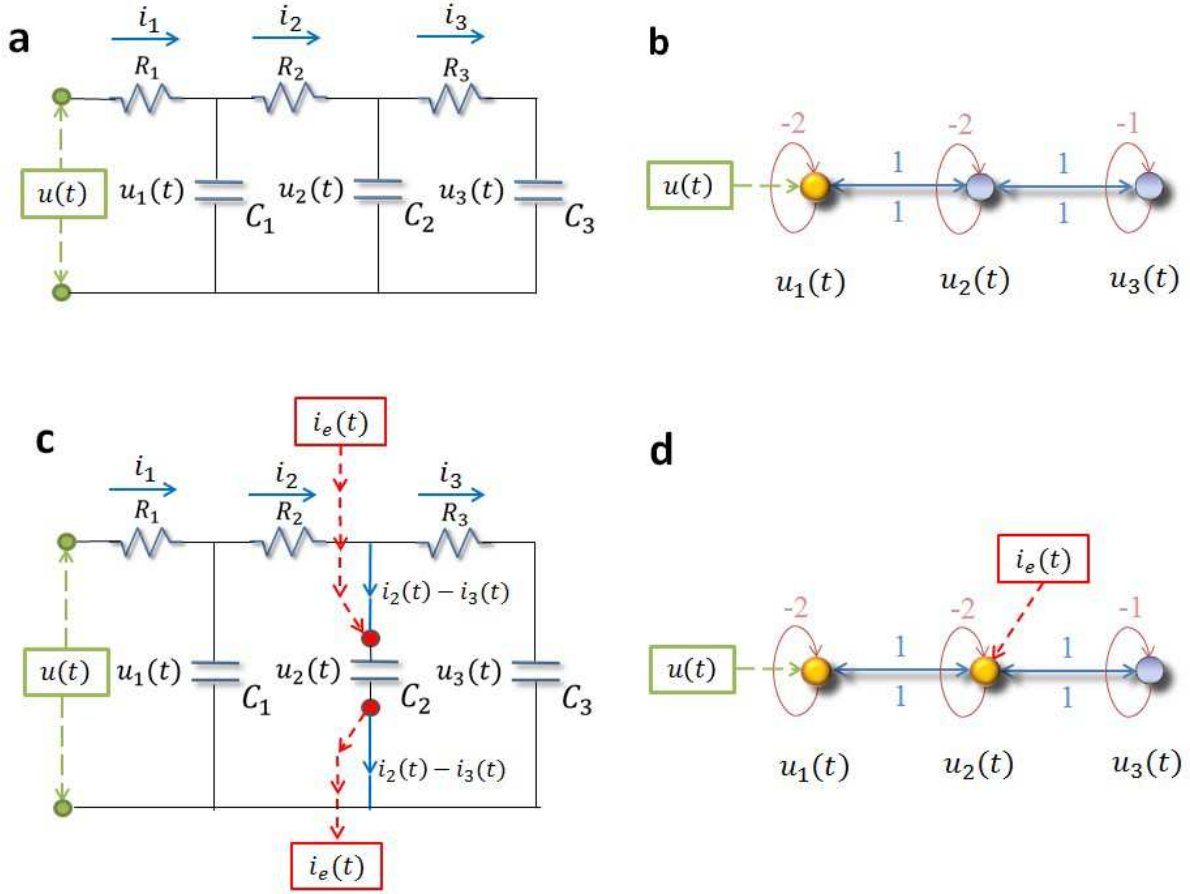 a
i₁ i₂ i₃
R₁ R₂ R₃
u(t) u₁(t) u₂(t) u₃(t)
C₁ C₂ C₃
b
-2 -2 -1
1 1
u(t)
1 1
u₁(t) u₂(t) u₃(t)
c
iₑ(t)
i₁ i₂ i₃
R₁ R₂ R₃
i₂(t) − i₃(t)
u(t) u₁(t) u₂(t) u₃(t)
C₁ C₂ C₃
i₂(t) − i₃(t)
iₑ(t)
d
iₑ(t)
-2 -2 -1
1 1
u(t)
1 1
u₁(t) u₂(t) u₃(t)